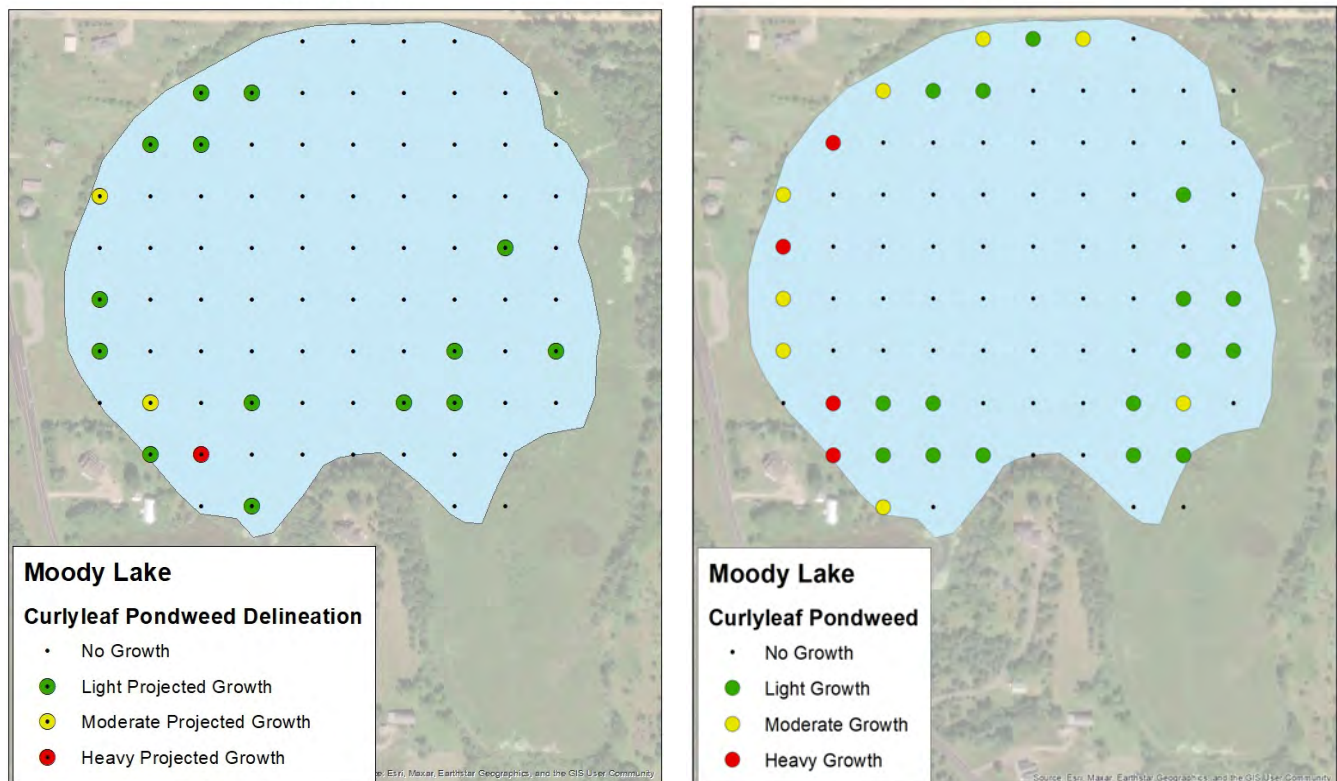 Moody Lake
Curlyleaf Pondweed Delineation
No Growth
Light Projected Growth
Moderate Projected Growth
Heavy Projected Growth
Esri, Maxar, Earthstar Geographics, and the GIS User Community
Moody Lake
Curlyleaf Pondweed
No Growth
Light Growth
Moderate Growth
Heavy Growth
Source: Esri, Maxar, Earthstar Geographics, and the GIS User Community